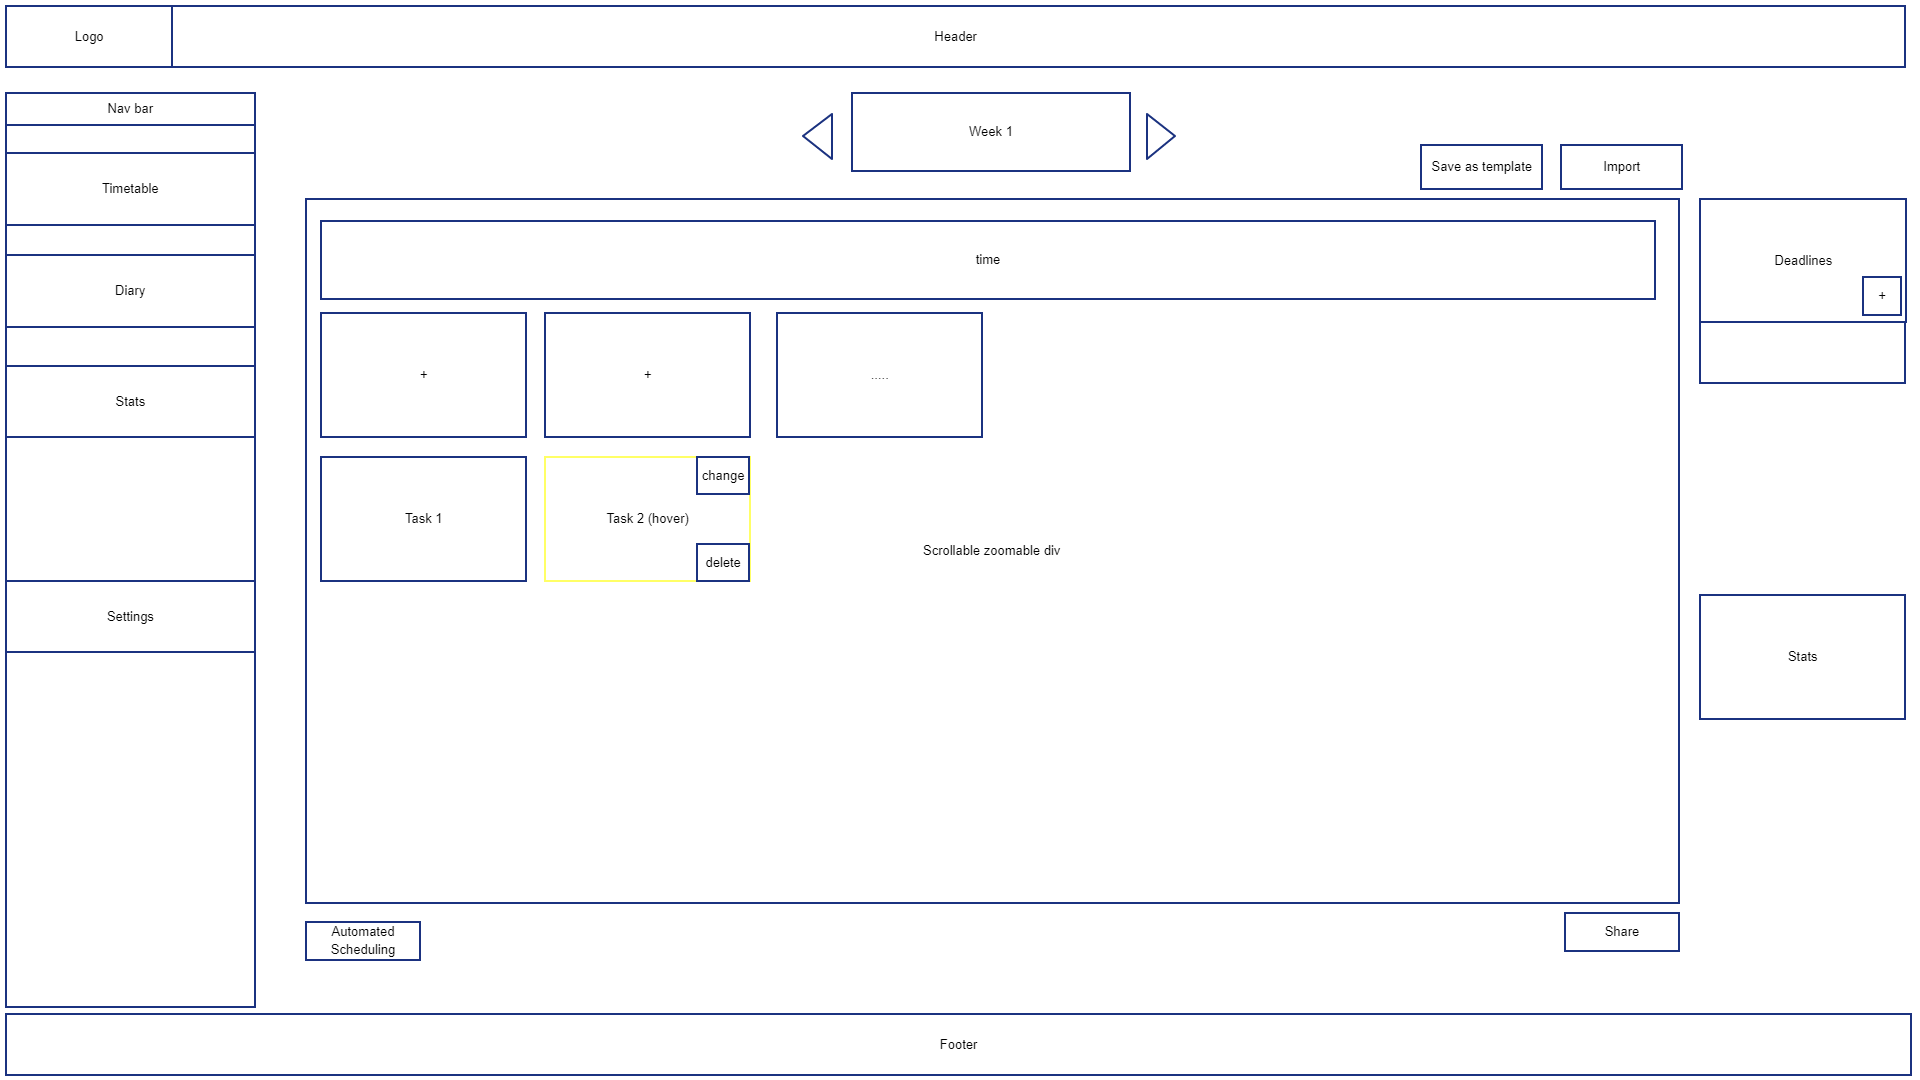 Logo
Header
Nav bar
Week 1
Save as template
Import
Timetable
Diary
Stats
Settings
time
+
+
.....
Task 1
Task 2 (hover)
change
delete
Scrollable zoomable div
Deadlines
+
Stats
Automated
Scheduling
Share
Footer